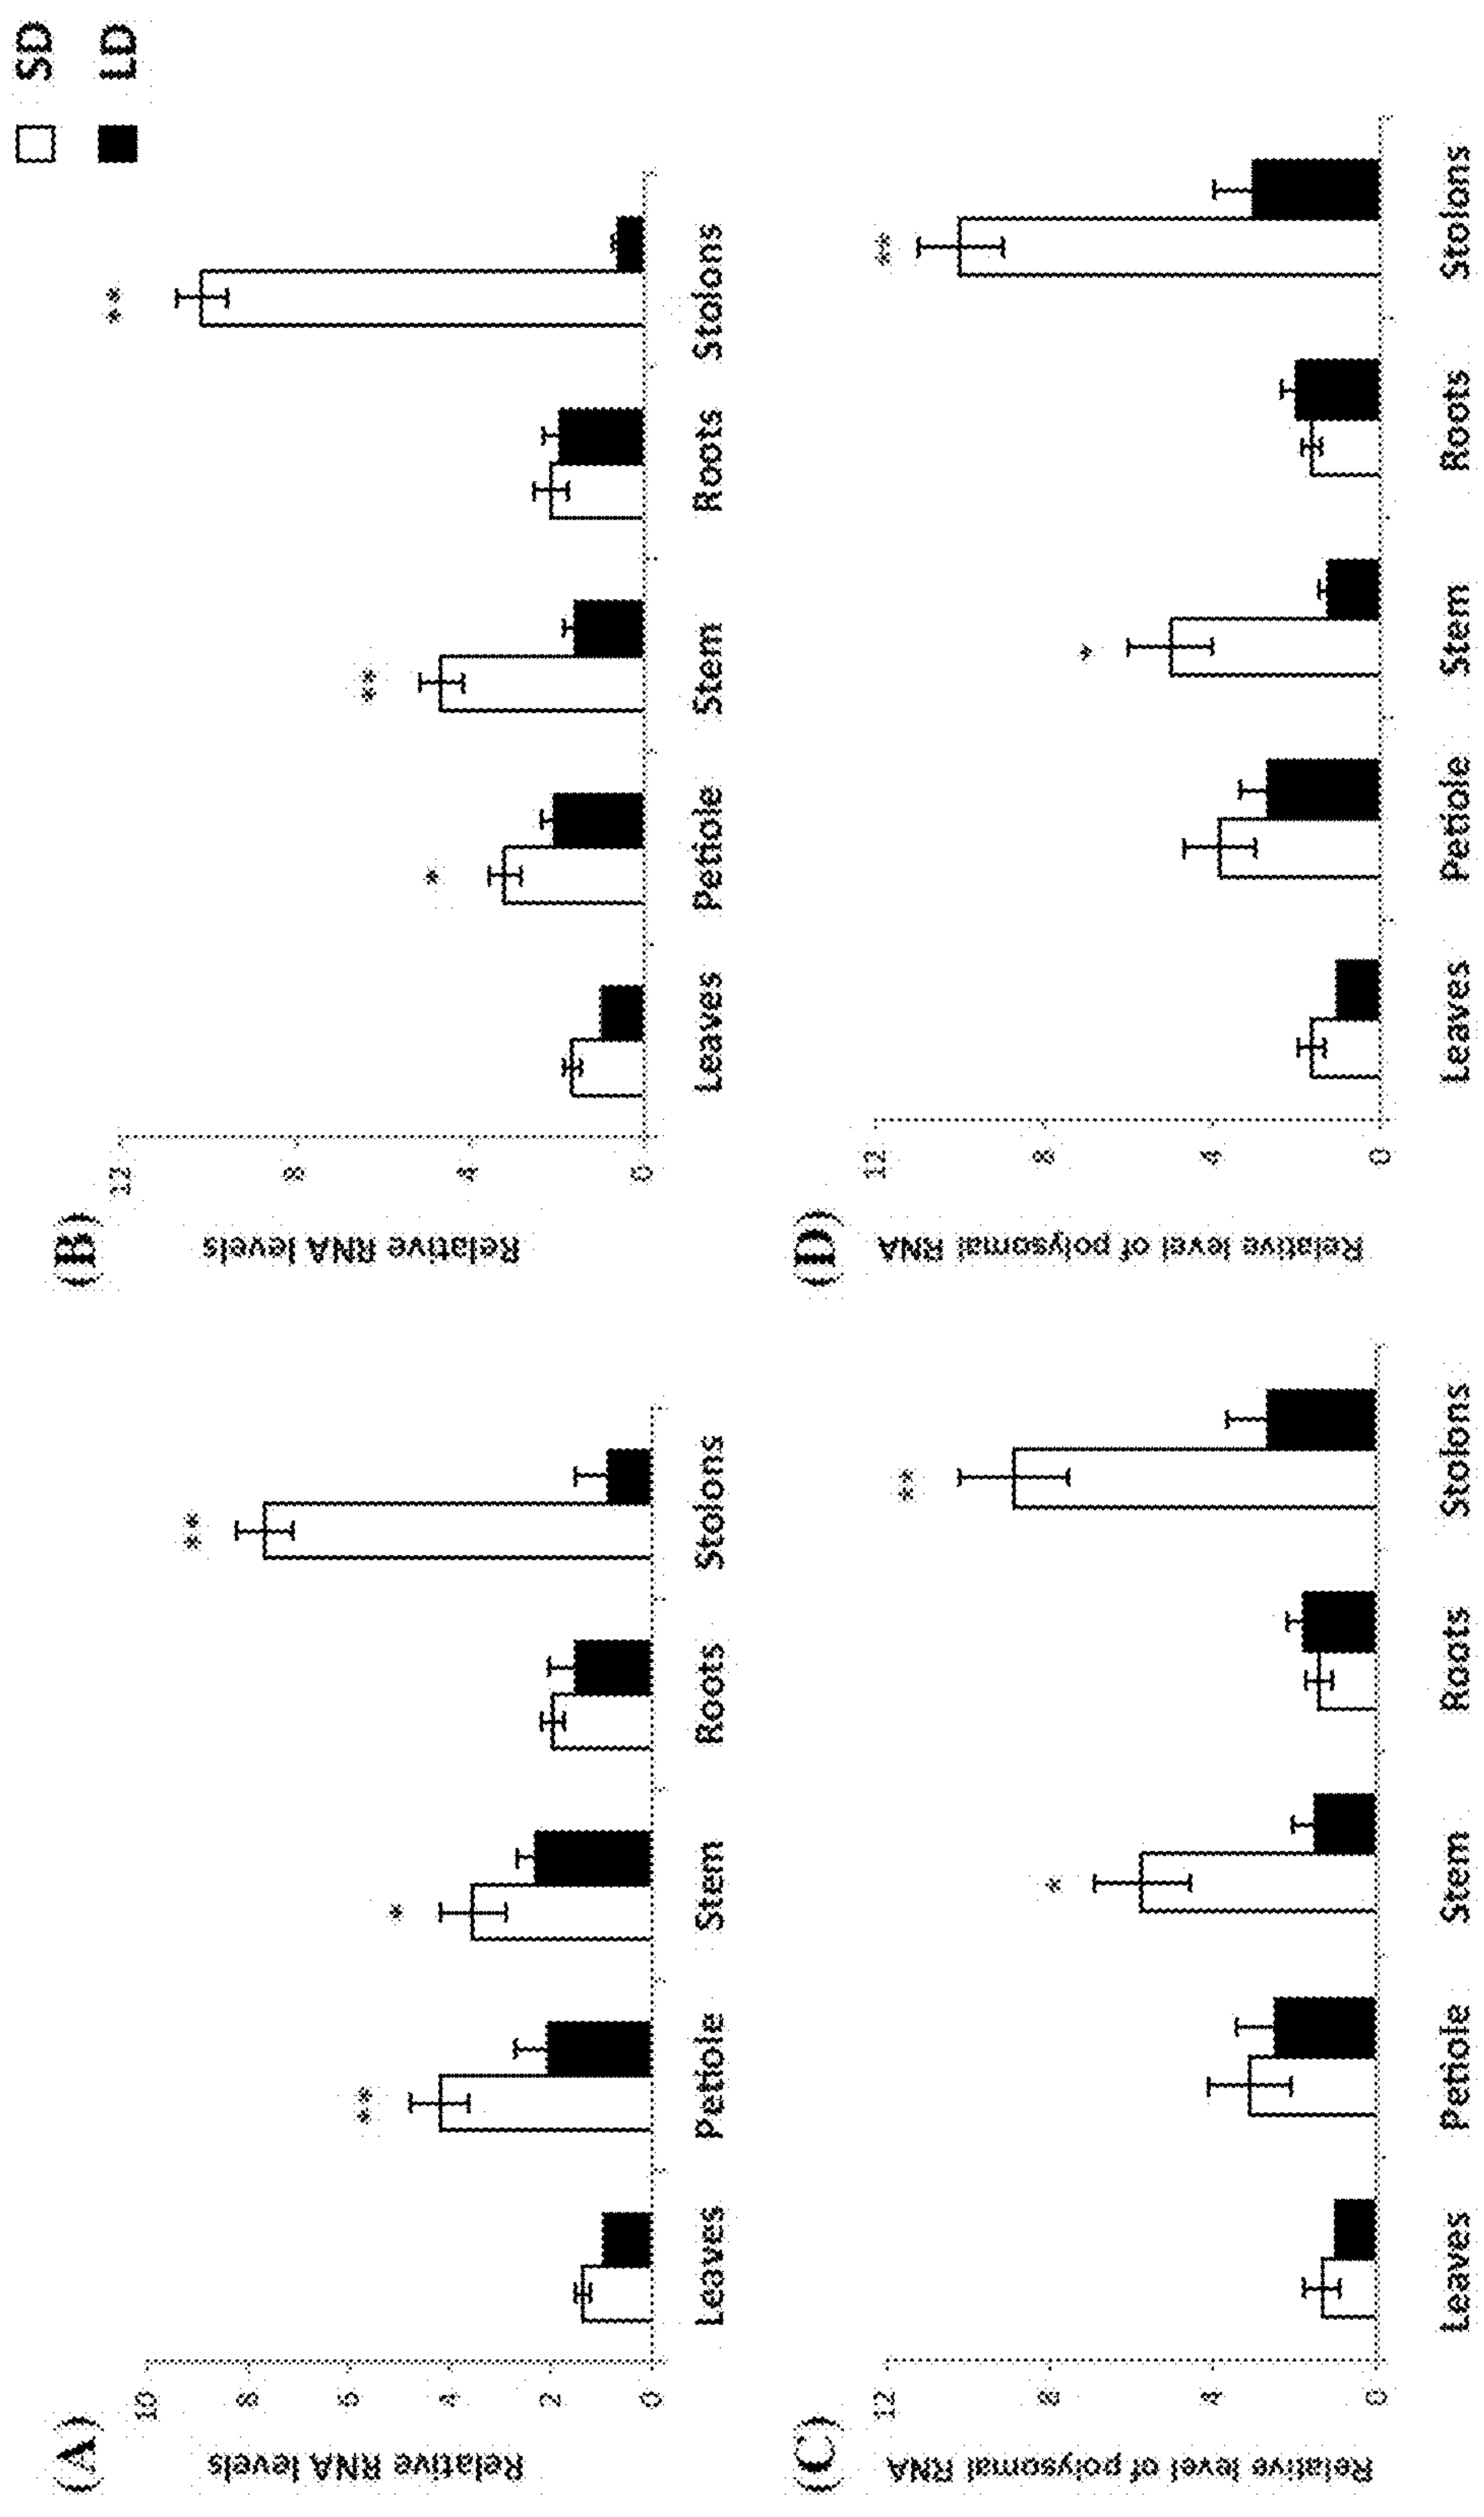 SD
LD
(A)
Relative RNA levels
10
8
6
4
2
0
** * **
Leaves Petiole Stem Roots Stolons
(B)
Relative RNA levels
12
8
4
0
* ** **
Leaves Petiole Stem Roots Stolons
(C)
Relative level of polysomal RNA
12
8
4
0
* **
Leaves Petiole Stem Roots Stolons
(D)
Relative level of polysomal RNA
12
8
4
0
* **
Leaves Petiole Stem Roots Stolons